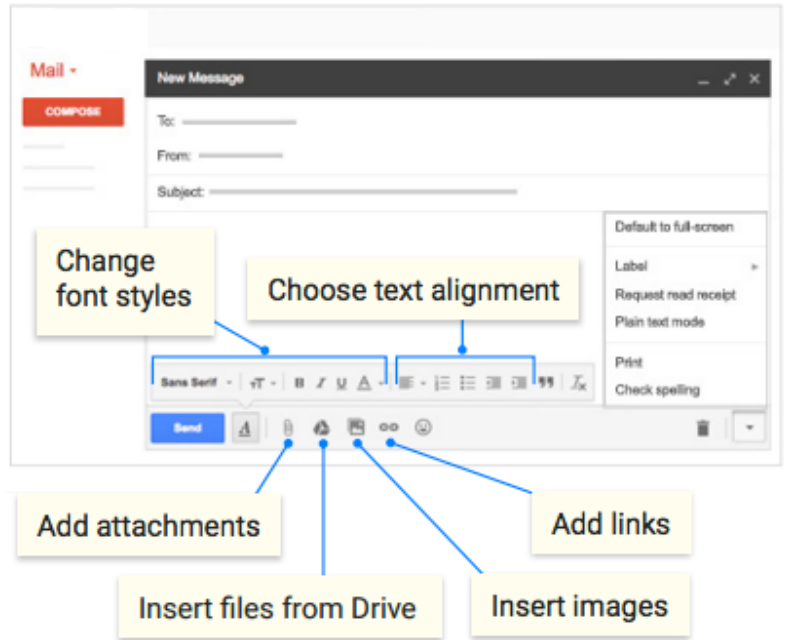 Mail
COMPOSE
New Message
To:
From:
Subject:
Default to full-screen
Label
Request read receipt
Plain text mode
Print
Check spelling
Change
font styles
Choose text alignment
Sans Serif
Send
Add attachments
Add links
Insert files from Drive
Insert images